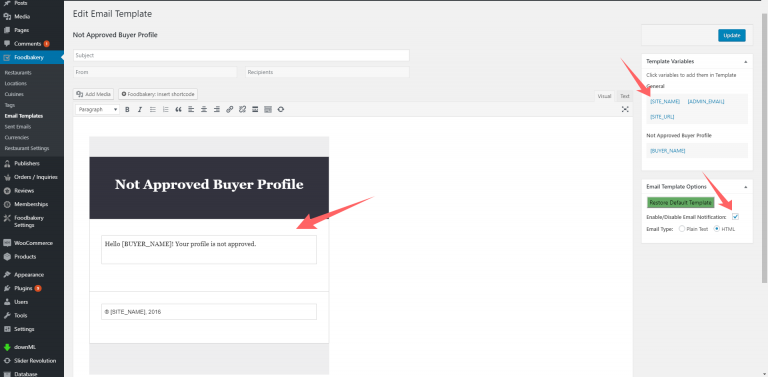 Posts
Media
Pages
Comments 1
Foodbakery
Restaurants
Locations
Cuisines
Tags
Email Templates
Sent Emails
Currencies
Restaurant Settings
Publishers
Orders / Inquiries
Reviews
Memberships
Foodbakery
Settings
WooCommerce
Products
Appearance
Plugins
Users
Tools
Settings
downML
Slider Revolution
Database
Edit Email Template
Not Approved Buyer Profile
Subject
From
Recipients
Add Media
Foodbakery: Insert shortcode
Visual
Text
Paragraph
B
I
Not Approved Buyer Profile
Hello [BUYER_NAME]! Your profile is not approved.
© [SITE_NAME], 2016
Update
Template Variables
Click variables to add them in Template
General
[SITE_NAME] [ADMIN_EMAIL]
[SITE_URL]
Not Approved Buyer Profile
[BUYER_NAME]
Email Template Options
Restore Default Template
Enable/Disable Email Notification:
Email Type: Plain Text HTML